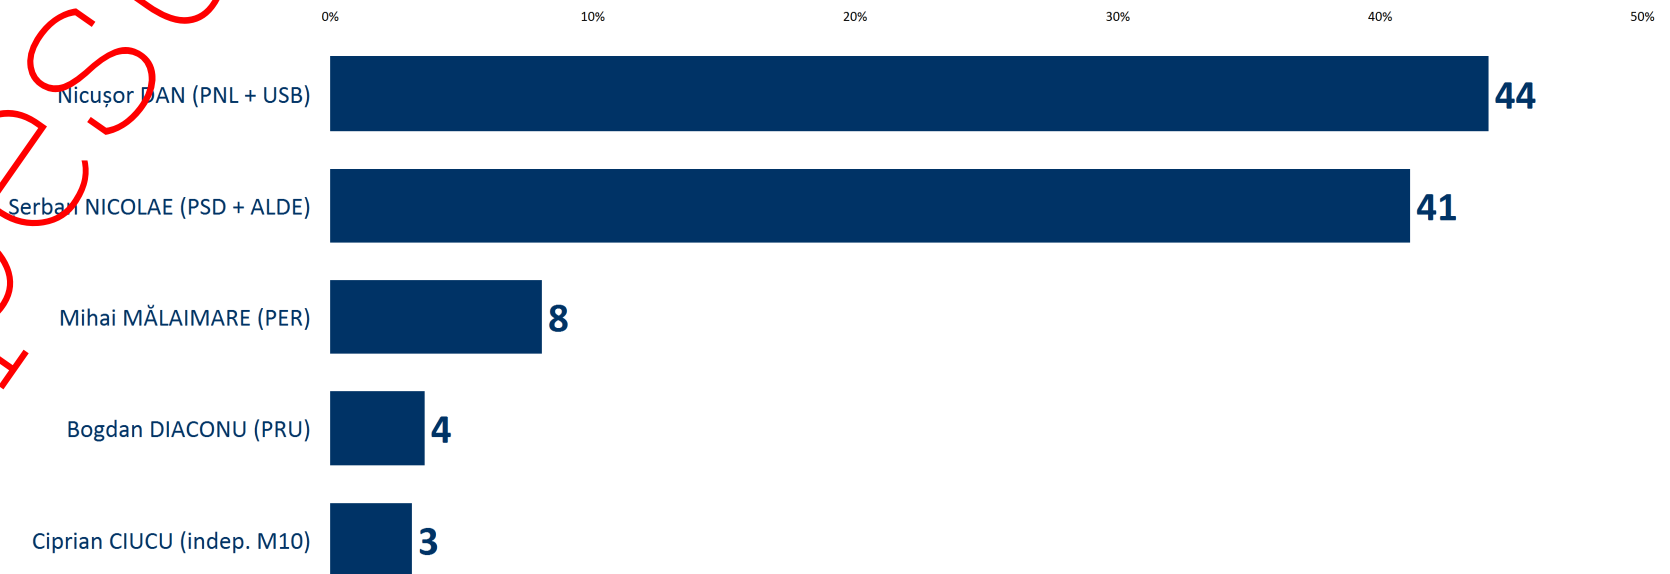 0% 10% 20% 30% 40% 50%
Nicușor DAN (PNL + USB) 44
Șerban NICOLAE (PSD + ALDE) 41
Mihai MĂLAIMARE (PER) 8
Bogdan DIACONU (PRU) 4
Ciprian CIUCU (indep. M10) 3